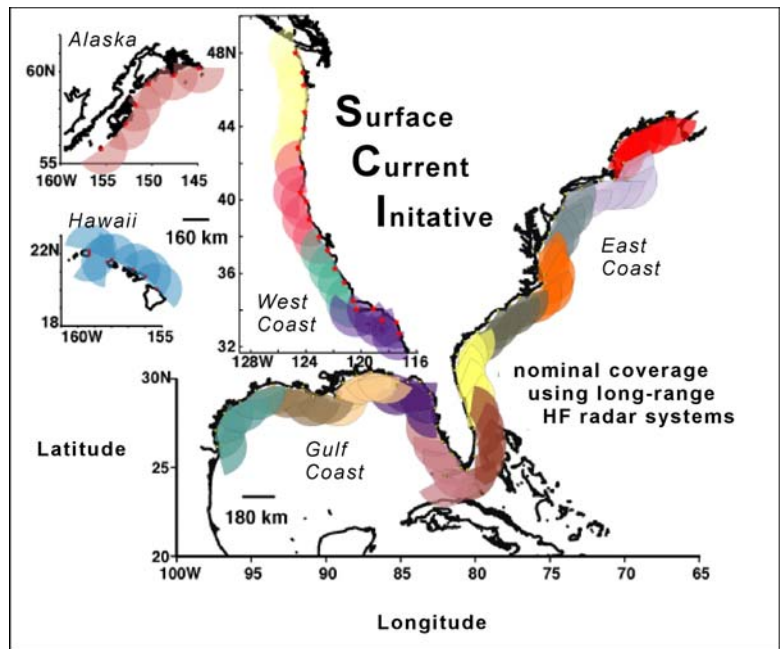 Alaska
60N
55
160W 155 150 145
Hawaii
160 km
22N
18
160W 155
48N
44
40
36
32
128W 124 120 116
West
Coast
Surface
Current
Initative
East
Coast
nominal coverage
using long-range
HF radar systems
30N
25
20
Latitude
Gulf
Coast
180 km
100W 95 90 85 80 75 70 65
Longitude